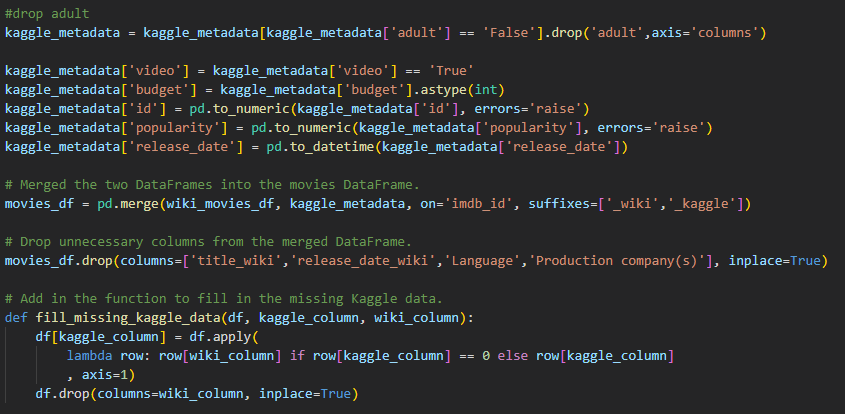 #drop adult
kaggle_metadata = kaggle_metadata[kaggle_metadata['adult'] == 'False'].drop('adult',axis='columns')
kaggle_metadata['video'] = kaggle_metadata['video'] == 'True'
kaggle_metadata['budget'] = kaggle_metadata['budget'].astype(int)
kaggle_metadata['id'] = pd.to_numeric(kaggle_metadata['id'], errors='raise')
kaggle_metadata['popularity'] = pd.to_numeric(kaggle_metadata['popularity'], errors='raise')
kaggle_metadata['release_date'] = pd.to_datetime(kaggle_metadata['release_date'])
# Merged the two DataFrames into the movies DataFrame.
movies_df = pd.merge(wiki_movies_df, kaggle_metadata, on='imdb_id', suffixes=['_wiki','_kaggle'])
# Drop unnecessary columns from the merged DataFrame.
movies_df.drop(columns=['title_wiki','release_date_wiki','Language','Production company(s)'], inplace=True)
# Add in the function to fill in the missing Kaggle data.
def fill_missing_kaggle_data(df, kaggle_column, wiki_column):
    df[kaggle_column] = df.apply(
        lambda row: row[wiki_column] if row[kaggle_column] == 0 else row[kaggle_column]
        , axis=1)
    df.drop(columns=wiki_column, inplace=True)